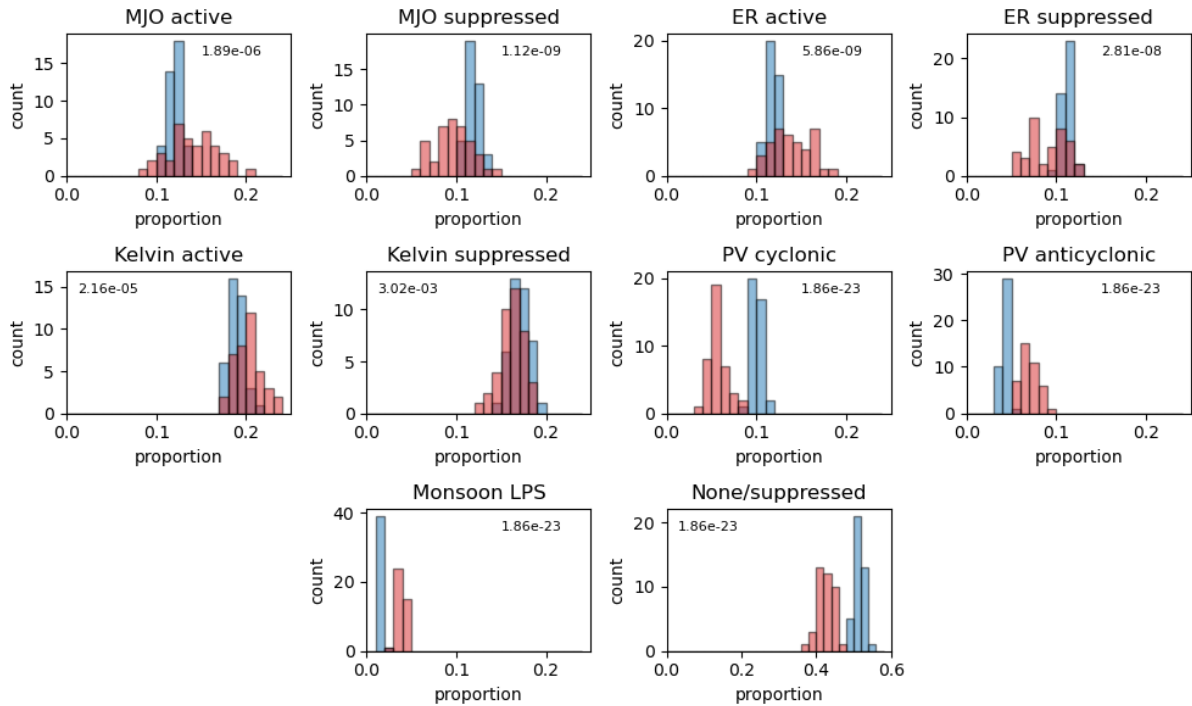 MJO active
MJO suppressed
ER active
ER suppressed
1.89e-06
1.12e-09
5.86e-09
2.81e-08
count
15
10
5
0
count
15
10
5
0
count
20
10
0
count
20
10
0
0.0 0.1 0.2
0.0 0.1 0.2
0.0 0.1 0.2
0.0 0.1 0.2
proportion
proportion
proportion
proportion
Kelvin active
Kelvin suppressed
PV cyclonic
PV anticyclonic
2.16e-05
3.02e-03
1.86e-23
1.86e-23
count
15
10
5
0
count
10
5
0
count
20
10
0
count
30
20
10
0
0.0 0.1 0.2
0.0 0.1 0.2
0.0 0.1 0.2
0.0 0.1 0.2
proportion
proportion
proportion
proportion
Monsoon LPS
None/suppressed
1.86e-23
1.86e-23
count
40
20
0
count
20
10
0
0.0 0.1 0.2
0.0 0.2 0.4 0.6
proportion
proportion